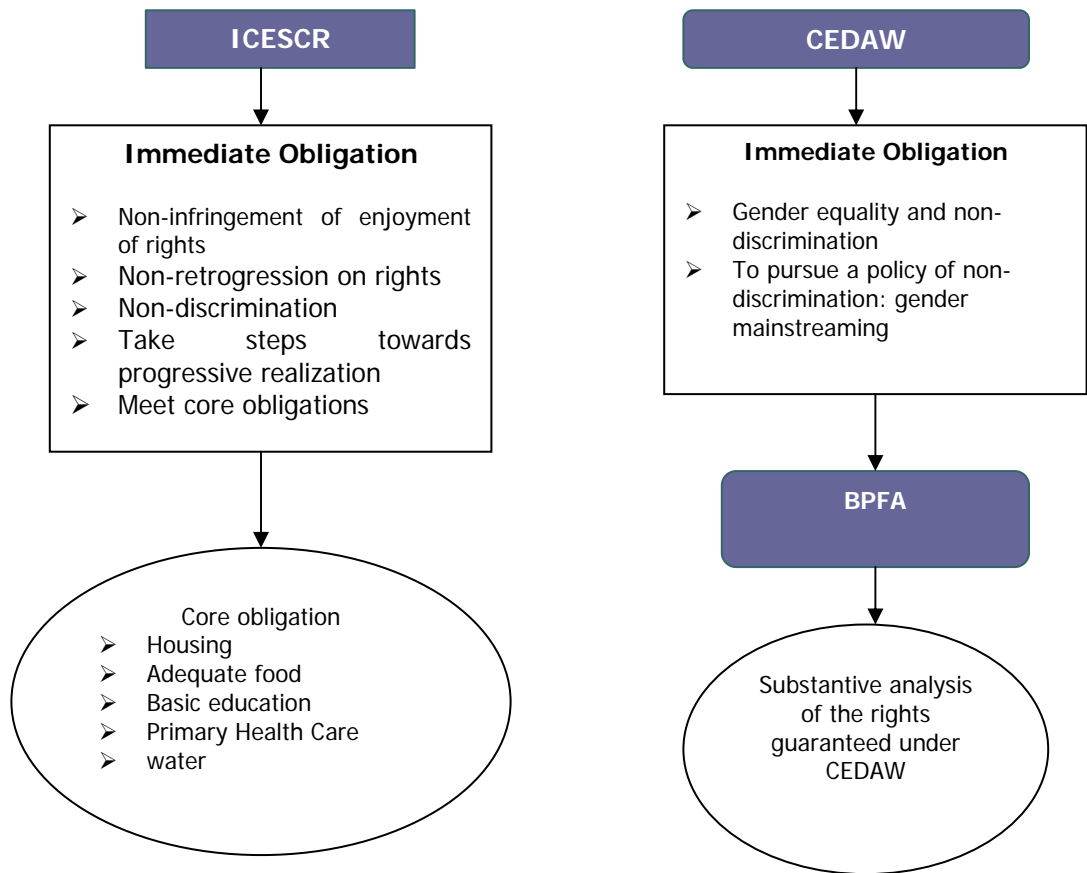 ICESCR
Immediate Obligation
➢ Non-infringement of enjoyment
of rights
➢ Non-retrogression on rights
➢ Non-discrimination
➢ Take steps towards
progressive realization
➢ Meet core obligations
Core obligation
➢ Housing
➢ Adequate food
➢ Basic education
➢ Primary Health Care
➢ water
CEDAW
Immediate Obligation
➢ Gender equality and non-
discrimination
➢ To pursue a policy of non-
discrimination: gender
mainstreaming
BPFA
Substantive analysis
of the rights
guaranteed under
CEDAW